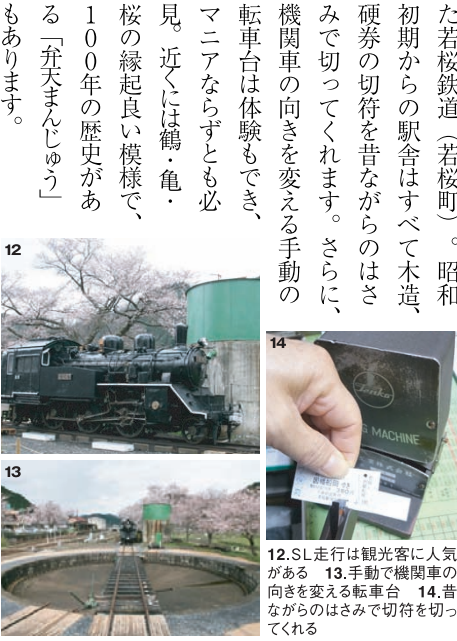 た若桜鉄道（若桜町）。昭和
初期からの駅舎はすべて木造、
硬券の切符を昔ながらのはさ
みで切ってくれます。さらに、
機関車の向きを変える手動の
転車台は体験もでき、
マニアならずとも必
見。近くには鶴・亀・
桜の縁起良い模様で、
100年の歴史があ
る「弁天まんじゅう」
もあります。
12
14
G MACHINE
13
12.SL走行は観光客に人気
がある　13.手動で機関車の
向きを変える転車台　14.昔
ながらのはさみで切符を切っ
てくれる